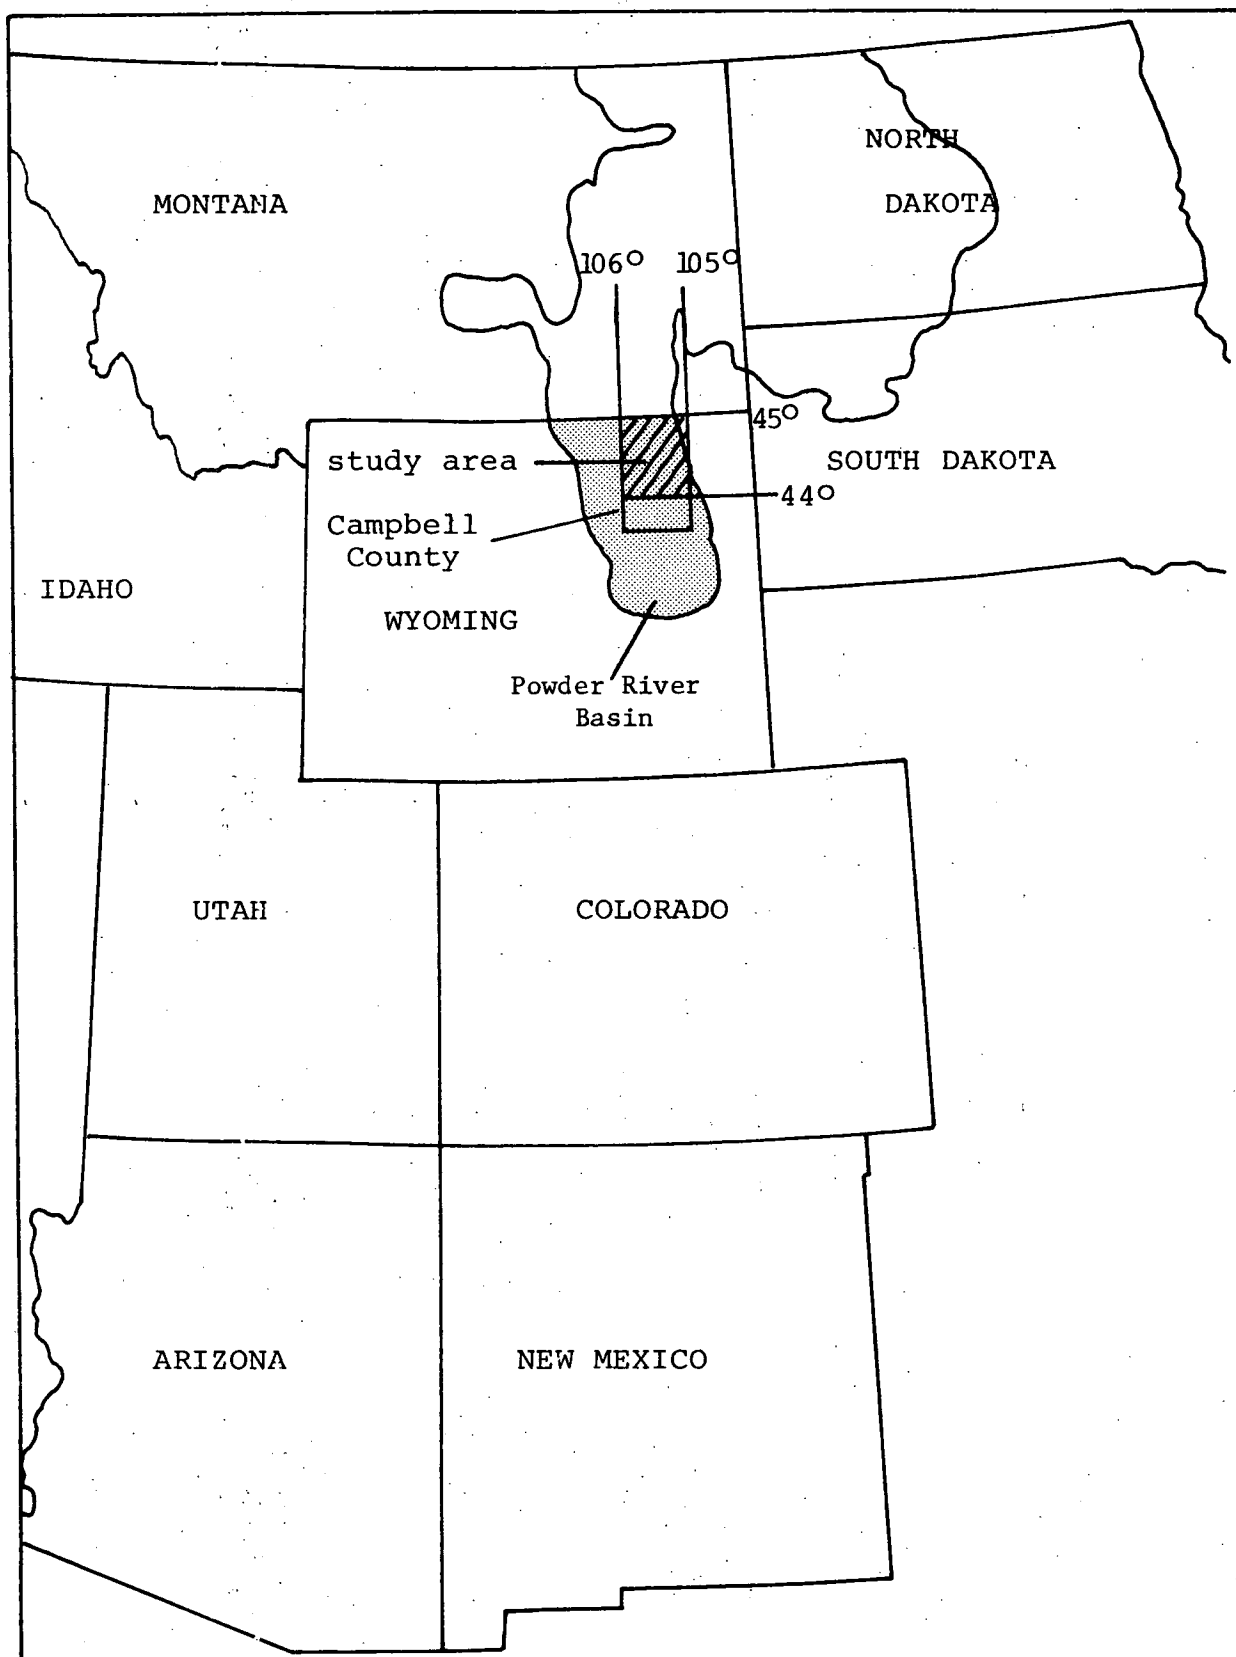 NORTH
DAKOTA
MONTANA
106° 105°
45°
study area
SOUTH DAKOTA
44°
Campbell
County
IDAHO
WYOMING
Powder River
Basin
UTAH
COLORADO
ARIZONA
NEW MEXICO